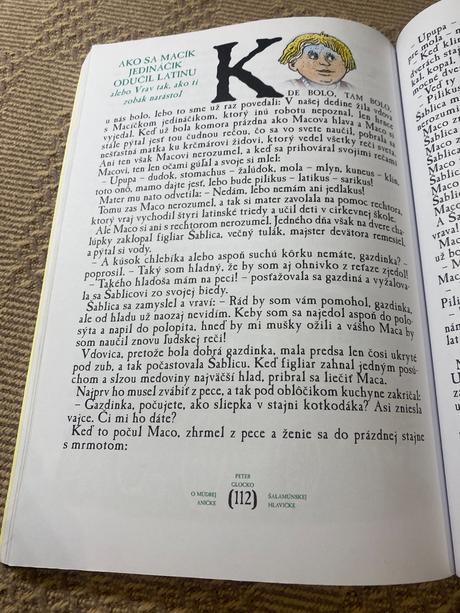 AKO SA MACÍK
JEDINÁČIK
ODUČIL LATINU
alebo Vrav tak, ako ti
zobák narástol
KDE BOLO, TAM BOLO,
u nás bolo, lebo to sme už raz povedali: V našej dedine žila vdova
s Macíčkom jedináčikom, ktorý inú robotu nepoznal, len hrnce
vyjedal. Keď už bola komora prázdna ako Macova hlava a Maco si
stále pýtal jesť tou čudnou rečou, čo sa vo svete naučil, pobrala sa
nešťastná matka ku krčmárovi židovi, ktorý vedel všetky reči sveta.
Ani ten však Macovi nerozumel, a keď sa prihováral svojimi rečami
Macovi, ten len očami gúľal a svoje si mlel:
– Upupa – dudok, stomachus – žalúdok, mola – mlyn, kuneus – klin,
toto onô, mamo dajte jesť, lebo bude pilikus – latikus – sarikus!
Mater mu nato odvetila: – Nedám, lebo nemám ani jedlakus!
Tomu zas Maco nerozumel, a tak si mater zavolala na pomoc rechtora,
ktorý vraj vychodil štyri latinské triedy a učil deti v cirkevnej škole.
Ale Maco si ani s rechtorom nerozumel. Jedného dňa však na dvere chalúpky
lúpky zaklopal figliar Šablica, večný tulák, majster devätora remesiel,
a pýtal si vody.
– A kúsok chlebíka alebo aspoň suchú kôrku nemáte, gazdinka? –
poprosil. – Taký som hladný, že by som aj ohnivko z reťaze zjedol!
– Takého hladoša mám na peci! – posťažovala sa gazdiná a vyžalova-
la sa Šablicovi zo svojej biedy.
Šablica sa zamyslel a vraví: – Rád by som vám pomohol, gazdinka,
ale od hladu už naozaj nevidím. Keby som sa najedol aspoň do polo-
sýta a napil do polopita, hneď by mi mušky ožili a vášho Maca by
som naučil znovu ľudskej reči!
Vdovica, pretože bola dobrá gazdinka, mala predsa len čosi ukryté
pod zub, a tak počastovala Šablicu. Keď figliar zahnal jedným posú-
chom a slzou medoviny najväčší hlad, pribral sa liečiť Maca.
Najprv ho musel zvábiť z pece, a tak pod oblôčikom kuchyne zakričal:
– Gazdinka, počujete, ako sliepka v stajni kotkodáka? Asi zniesla
vajce. Či mi ho dáte?
Keď to počul Maco, zhrmel z pece a ženie sa do prázdnej stajne
s mrmotom:
PETER
GLOCKO
O MÚDREJ
ANIČKE
(112)
ŠALAMÚNSKEJ
HLAVIČKE